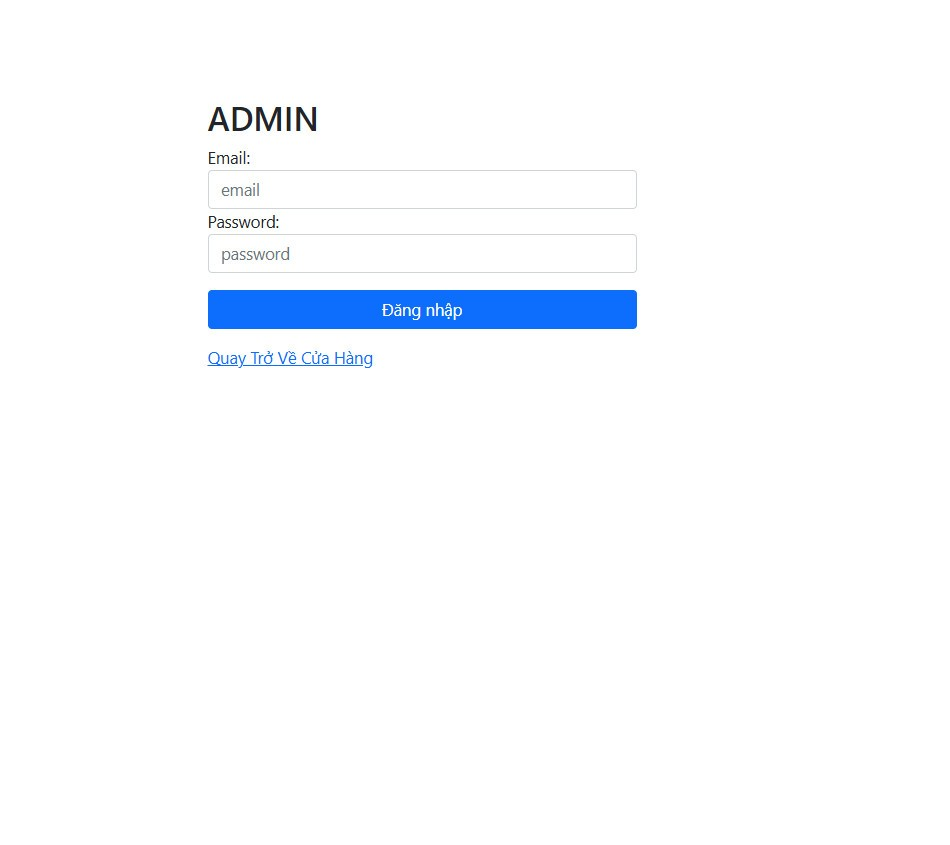 ADMIN
Email:
email
Password:
password
Đăng nhập
Quay Trở Về Cửa Hàng